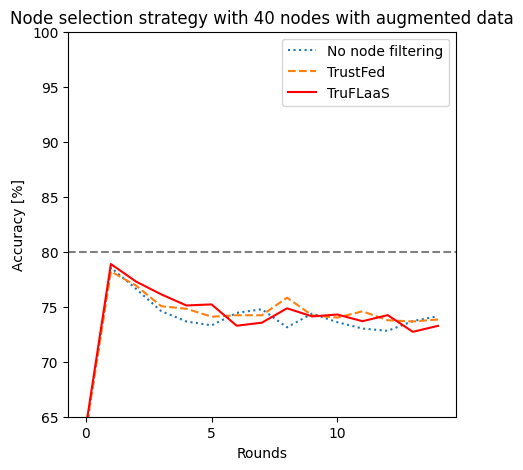 Node selection strategy with 40 nodes with augmented data
100
95
90
85
80
75
70
65
Accuracy [%]
No node filtering
TrustFed
TruFLaaS
0
5
10
Rounds